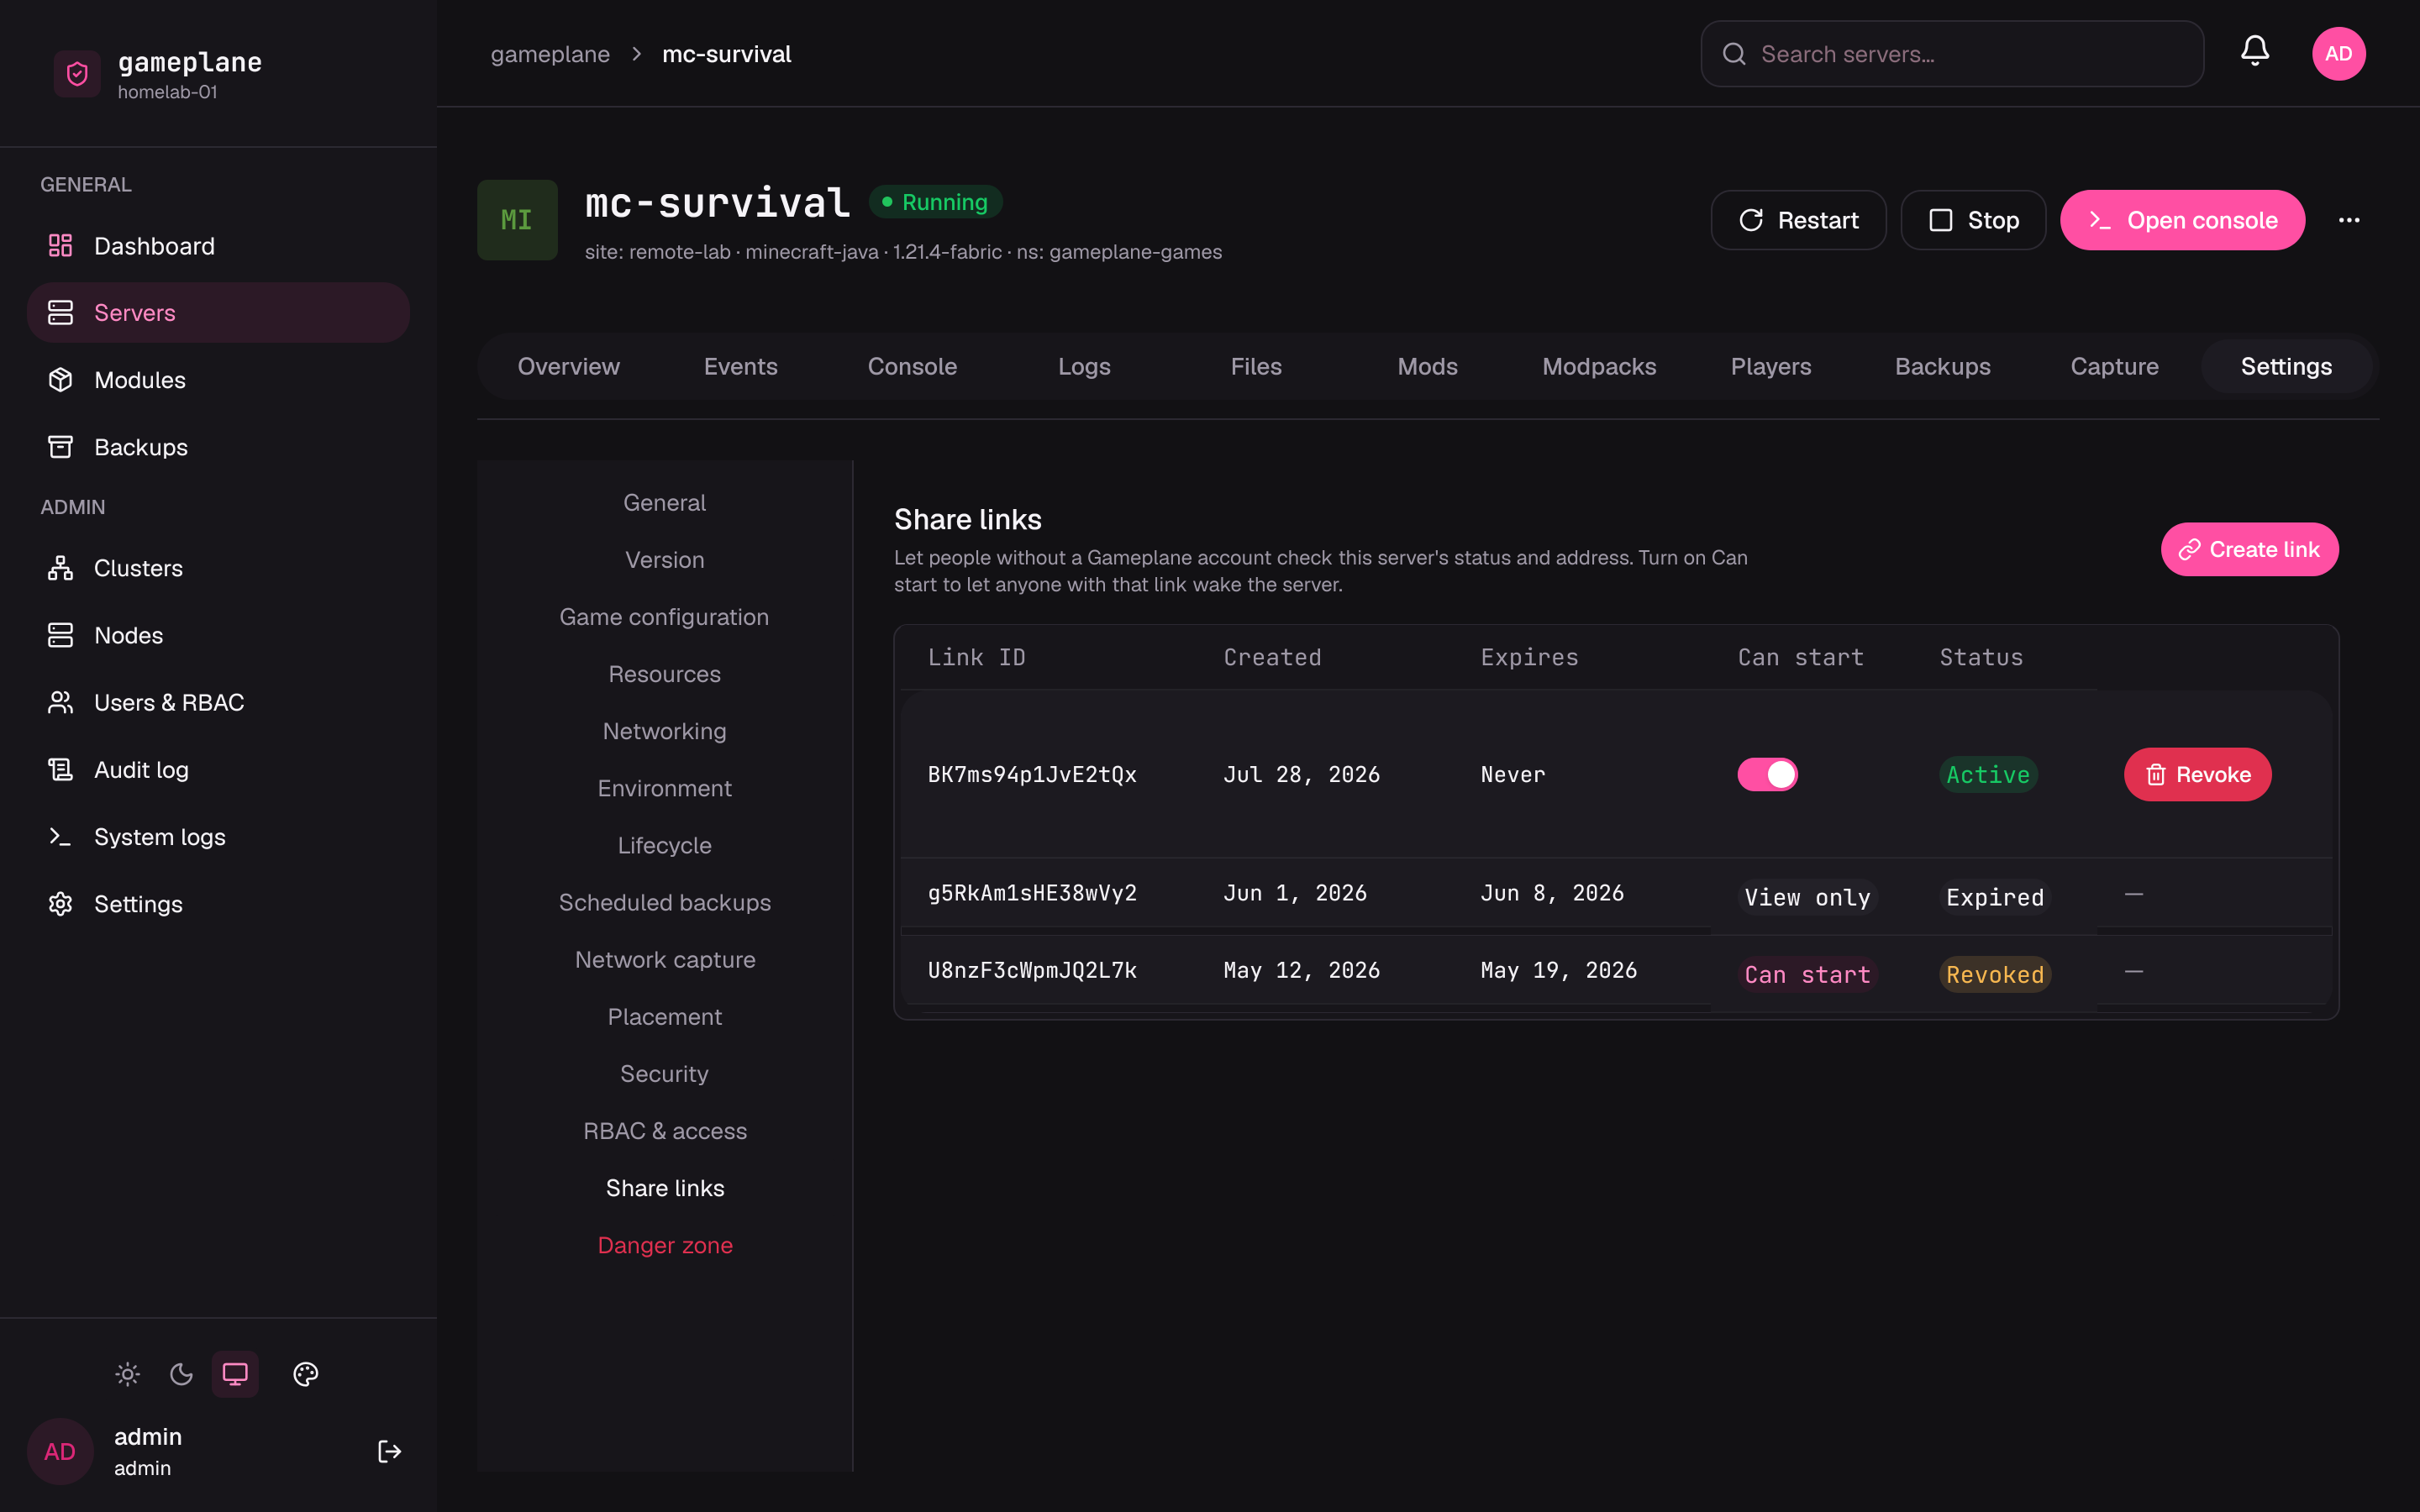 gameplane
homelab-01
GENERAL
Dashboard
Servers
Modules
Backups
ADMIN
Clusters
Nodes
Users & RBAC
Audit log
System logs
Settings
AD
admin
admin
gameplane > mc-survival
Search servers...
AD
MI
mc-survival
Running
site: remote-lab · minecraft-java · 1.21.4-fabric · ns: gameplane-games
Restart
Stop
Open console
Overview
Events
Console
Logs
Files
Mods
Modpacks
Players
Backups
Capture
Settings
General
Version
Game configuration
Resources
Networking
Environment
Lifecycle
Scheduled backups
Network capture
Placement
Security
RBAC & access
Share links
Danger zone
Share links
Let people without a Gameplane account check this server's status and address. Turn on Can
start to let anyone with that link wake the server.
Create link
Link ID Created Expires Can start Status
BK7ms94p1JvE2tQx Jul 28, 2026 Never Active Revoke
g5RkAm1sHE38wVy2 Jun 1, 2026 Jun 8, 2026 View only Expired —
U8nzF3cWpmJQ2L7k May 12, 2026 May 19, 2026 Can start Revoked —